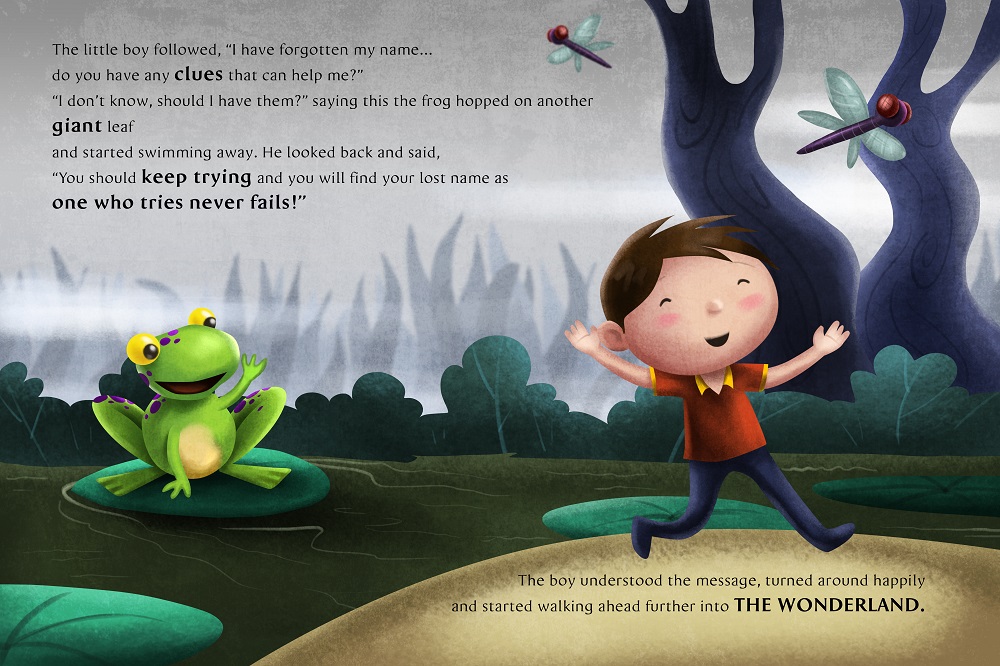 The little boy followed, “I have forgotten my name...
do you have any clues that can help me?”
“I don’t know, should I have them?” saying this the frog hopped on another
giant leaf
and started swimming away. He looked back and said,
“You should keep trying and you will find your lost name as
one who tries never fails!”
The boy understood the message, turned around happily
and started walking ahead further into THE WONDERLAND.